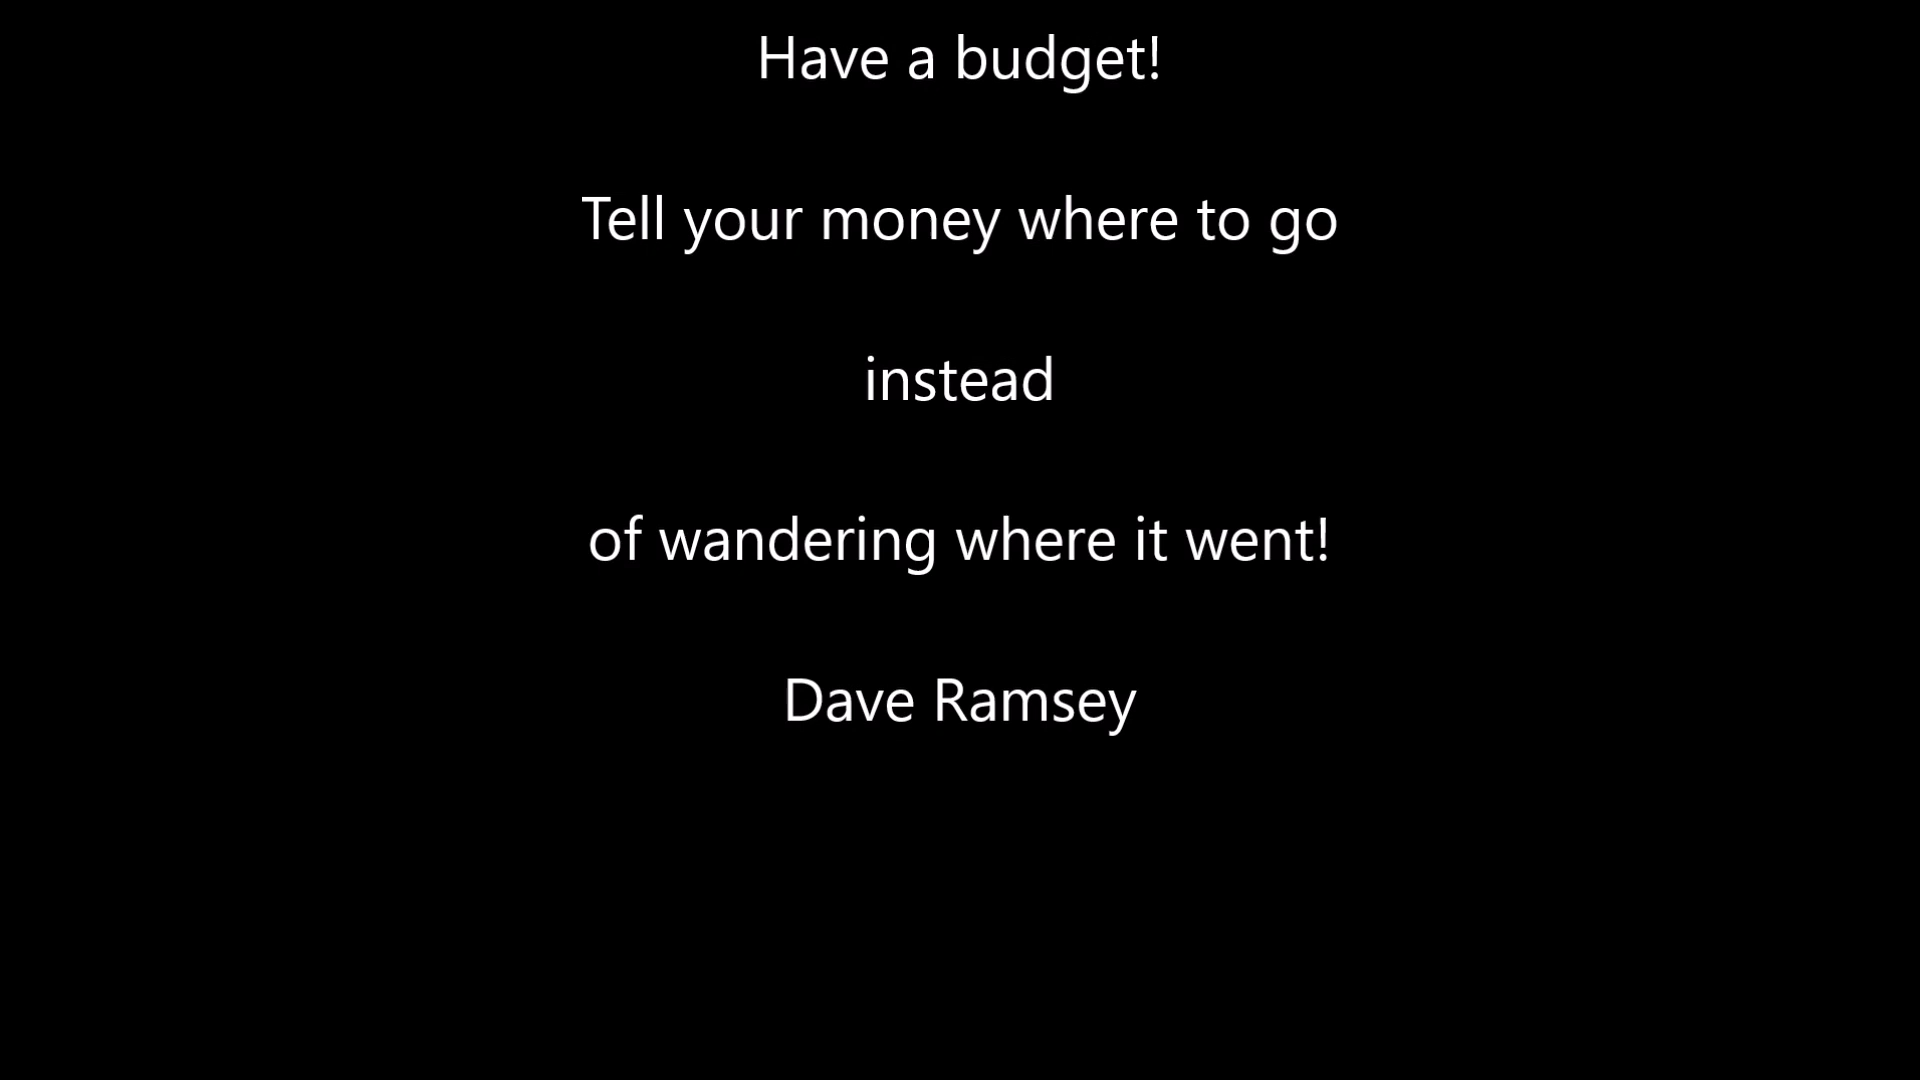 Have a budget!
Tell your money where to go
instead
of wandering where it went!
Dave Ramsey